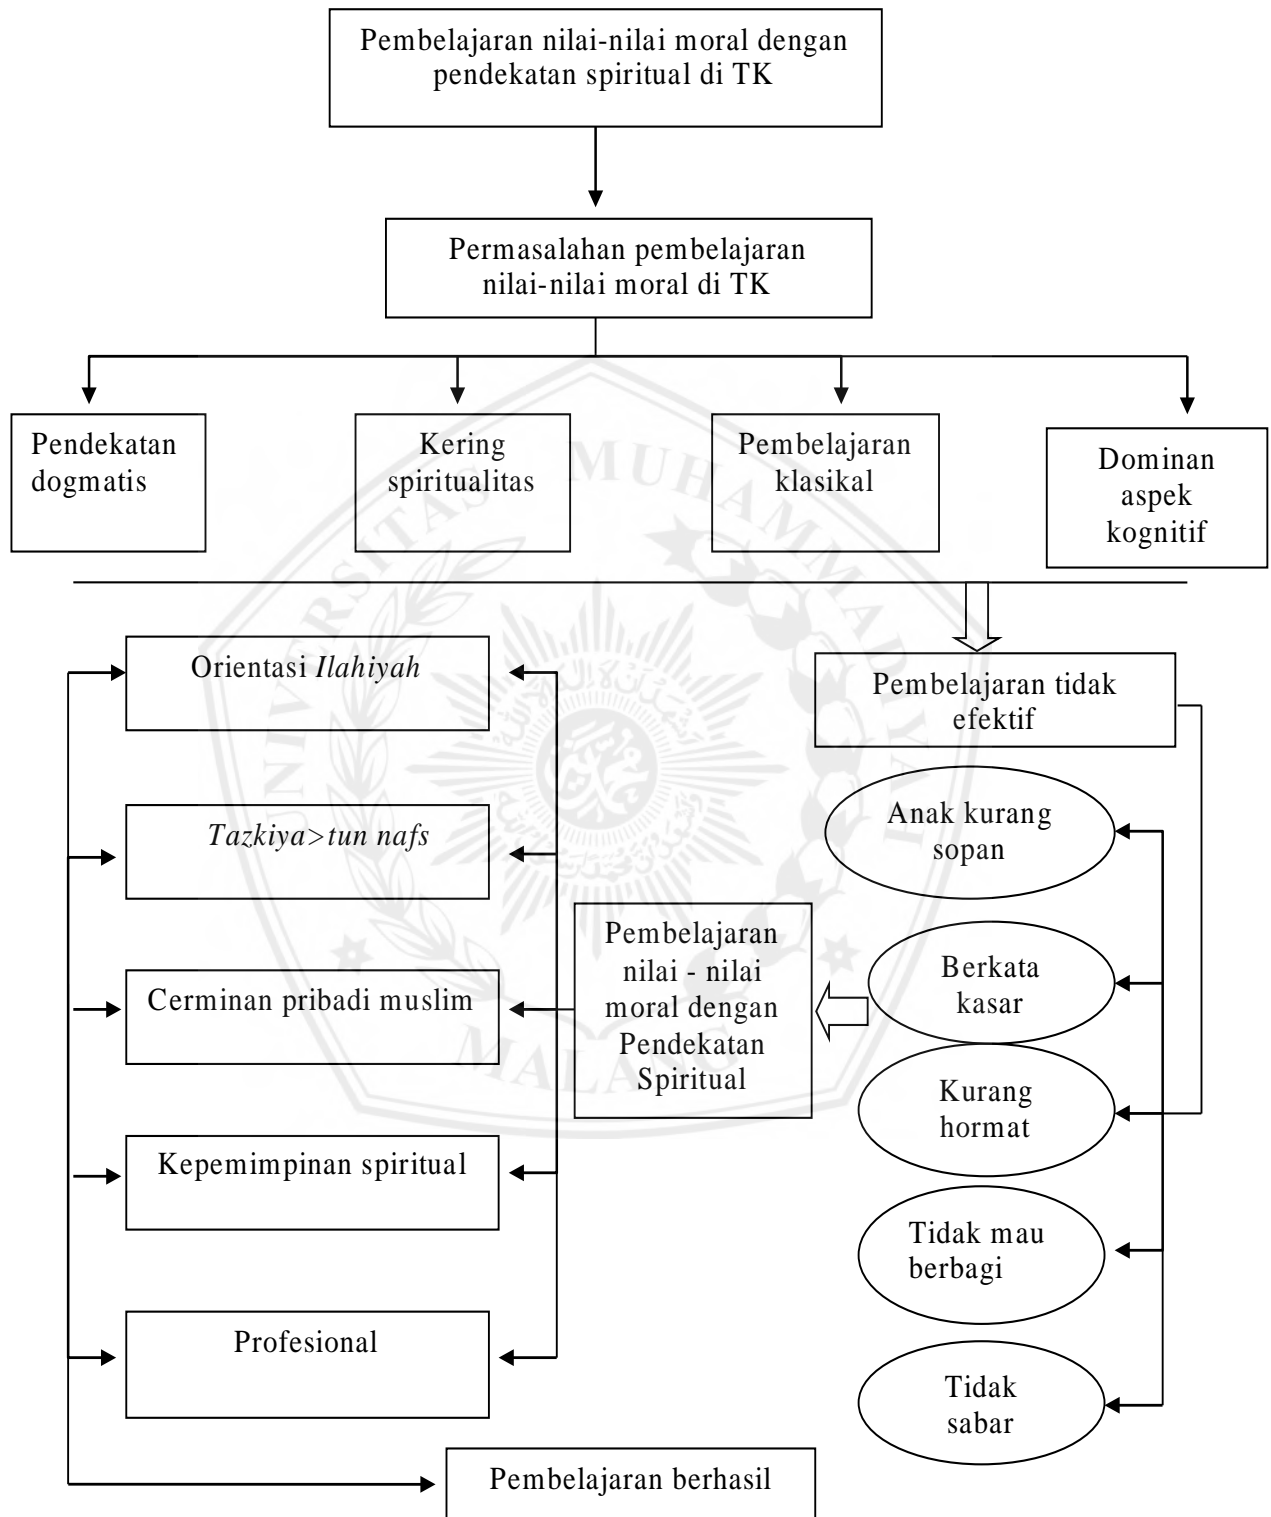 Pembelajaran nilai-nilai moral dengan
pendekatan spiritual di TK
Permasalahan pembelajaran
nilai-nilai moral di TK
Pendekatan
dogmatis
Kering
spiritualitas
Pembelajaran
klasikal
Dominan
aspek
kognitif
Orientasi Ilahiyah
Tazkiya>tun nafs
Cerminan pribadi muslim
Kepemimpinan spiritual
Profesional
Pembelajaran
nilai - nilai
moral dengan
Pendekatan
Spiritual
Pembelajaran tidak
efektif
Anak kurang
sopan
Berkata
kasar
Kurang
hormat
Tidak mau
berbagi
Tidak
sabar
Pembelajaran berhasil
UNIVERSITAS MUHAMMADIYAH
MALANG